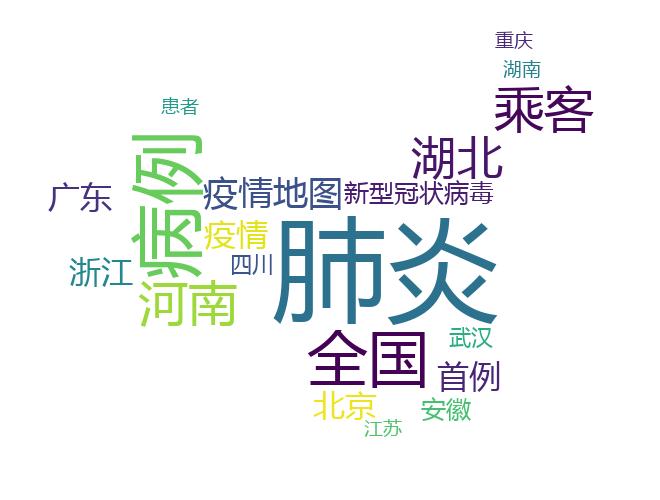 重庆
湖南
乘客
患者
病例
湖北
广东
疫情地图
新型冠状病毒
疫情
肺炎
四川
浙江
河南
武汉
全国
首例
北京
安徽
江苏